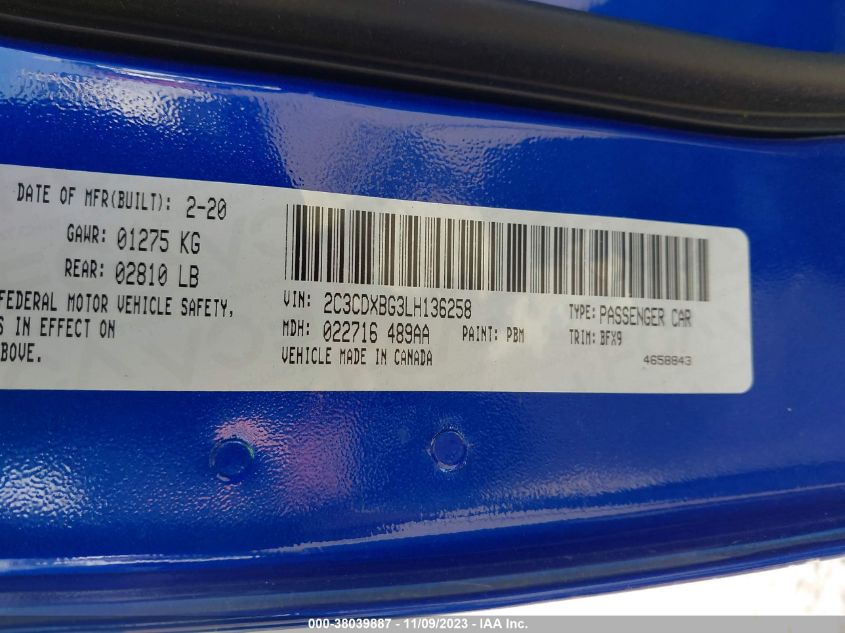 DATE OF MFR(BUILT): 2-20
GAWR: 01275 KG
REAR: 02810 LB
FEDERAL MOTOR VEHICLE SAFETY,
S IN EFFECT ON
ABOVE.
VIN: 2C3CDXBG3LH136258
TYPE: PASSENGER CAR
MDH: 022716 489AA
PAINT: PBM
TRIM: BFX9
VEHICLE MADE IN CANADA
4658843
000-38039887 - 11/09/2023 - IAA Inc.